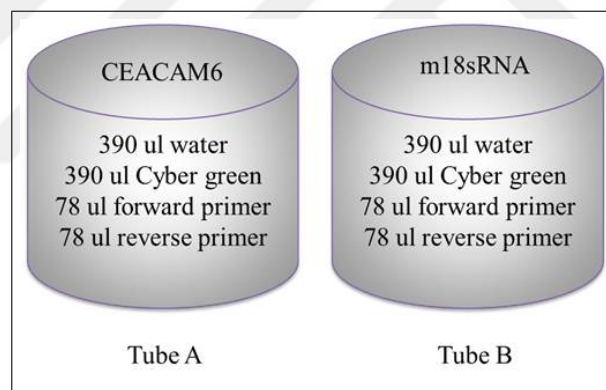 CEACAM6
390 ul water
390 ul Cyber green
78 ul forward primer
78 ul reverse primer
Tube A
m18sRNA
390 ul water
390 ul Cyber green
78 ul forward primer
78 ul reverse primer
Tube B